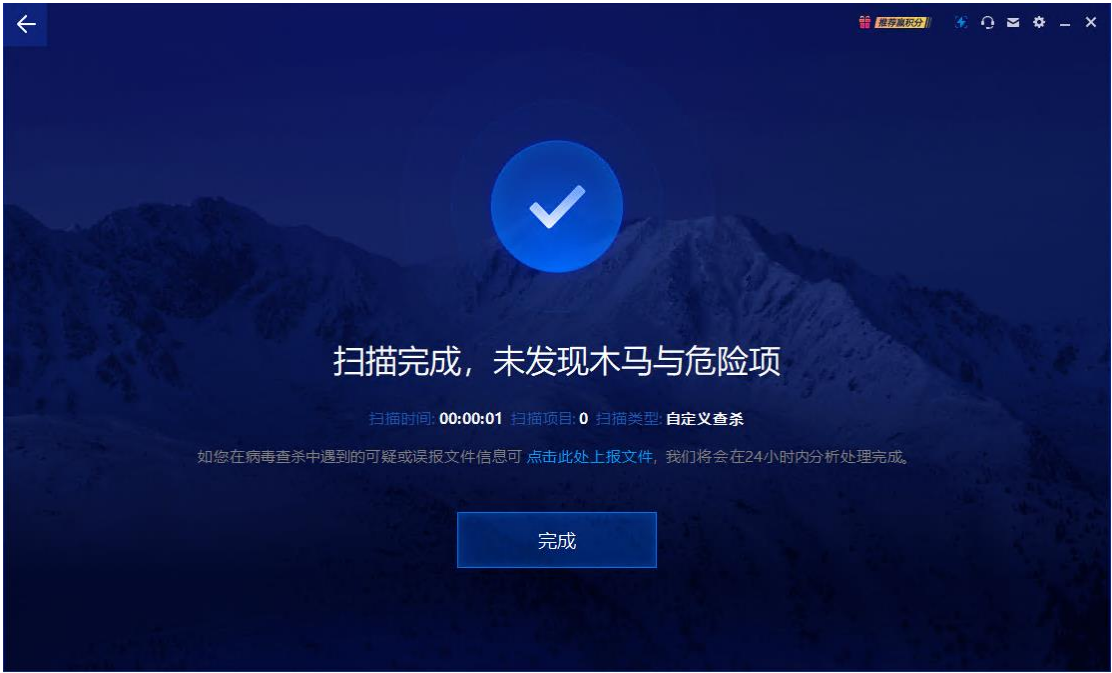 推荐赢积分
扫描完成，未发现木马与危险项
扫描时间: 00:00:01 扫描项目: 0 扫描类型: 自定义查杀
如您在病毒查杀中遇到的可疑或误报文件信息可 点击此处上报文件，我们将会在24小时内分析处理完成。
完成